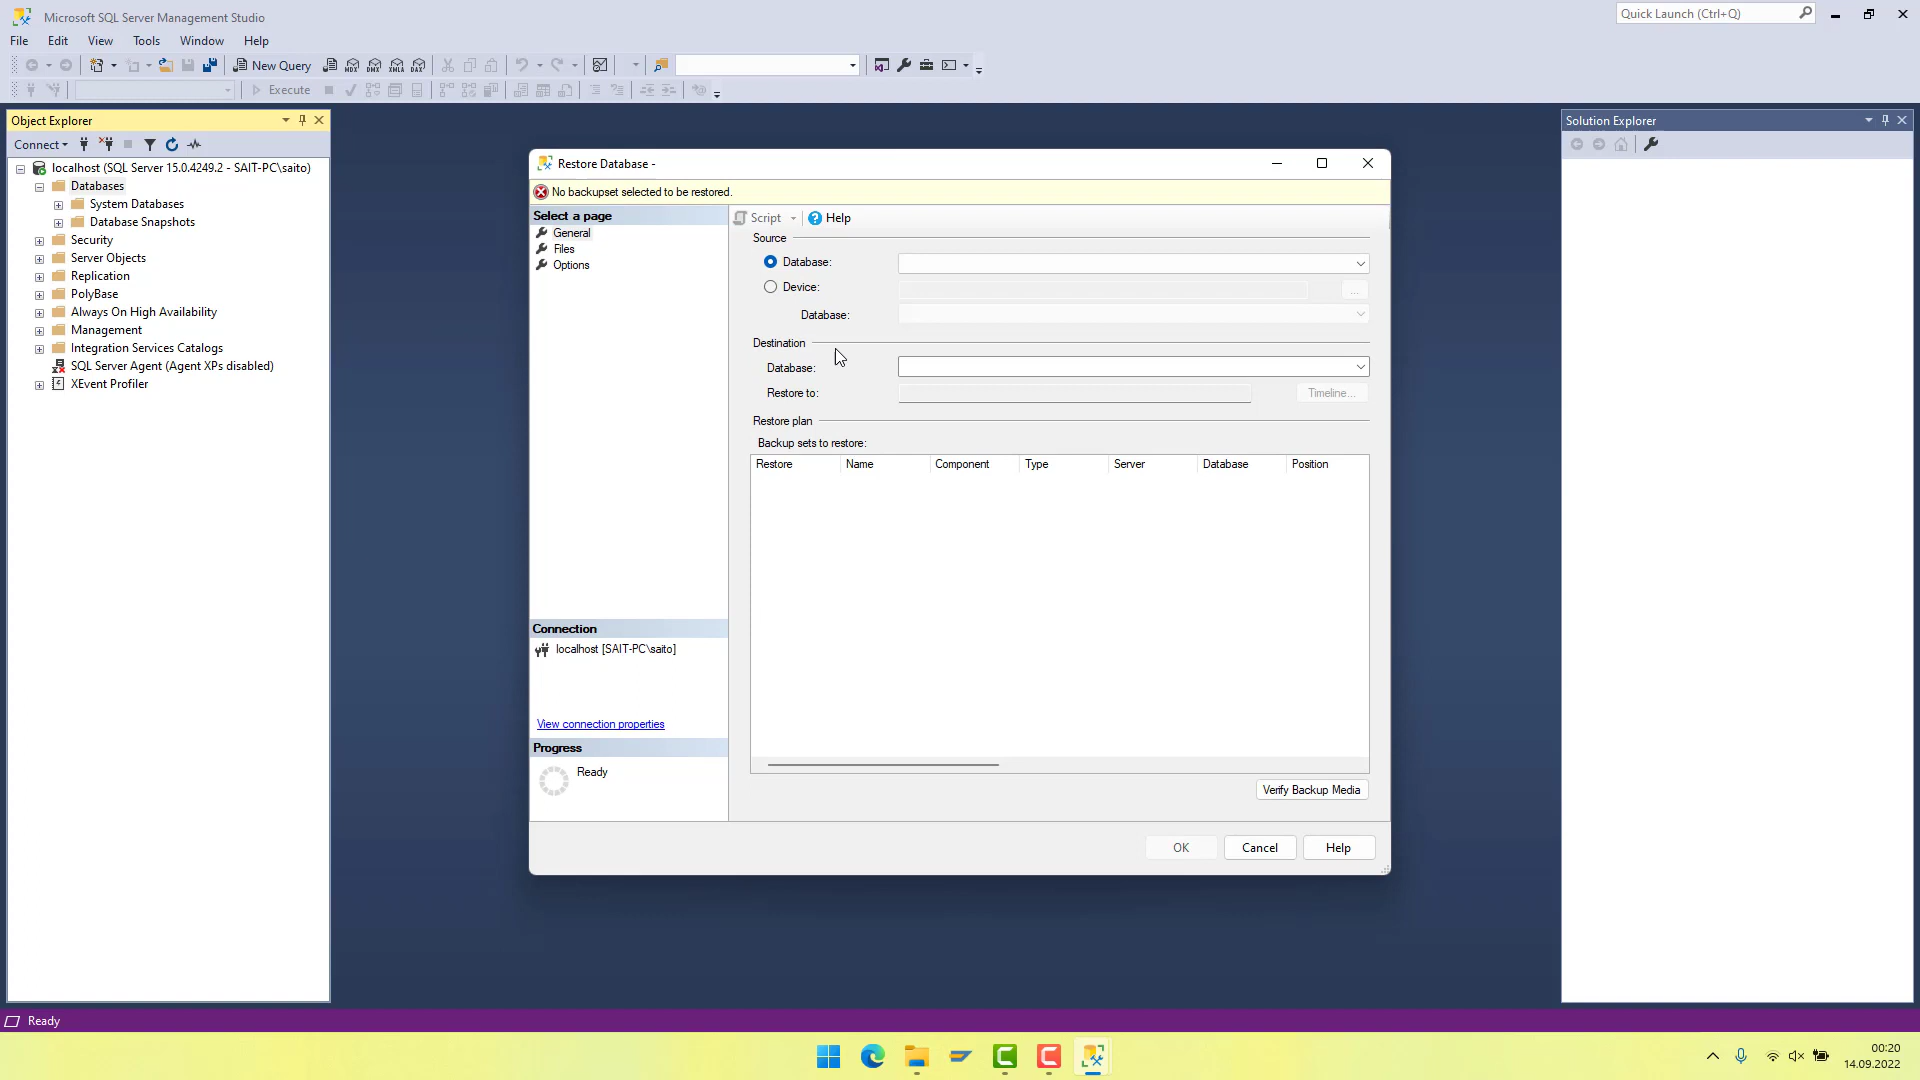 Microsoft SQL Server Management Studio
Quick Launch (Ctrl+Q)
File Edit View Tools Window Help
New Query
MDX DMX XMLA DAX
Execute
Object Explorer
Connect
localhost (SQL Server 15.0.4249.2 - SAIT-PC\saito)
Databases
System Databases
Database Snapshots
Security
Server Objects
Replication
PolyBase
Always On High Availability
Management
Integration Services Catalogs
SQL Server Agent (Agent XPs disabled)
XEvent Profiler
Restore Database -
No backupset selected to be restored.
Select a page
General
Files
Options
Connection
localhost [SAIT-PC\saito]
View connection properties
Progress
Ready
Script Help
Source
Database:
Device:
...
Database:
Destination
Database:
Restore to:
Timeline...
Restore plan
Backup sets to restore:
Restore Name Component Type Server Database Position
Verify Backup Media
OK Cancel Help
Solution Explorer
Ready
00:20
14.09.2022